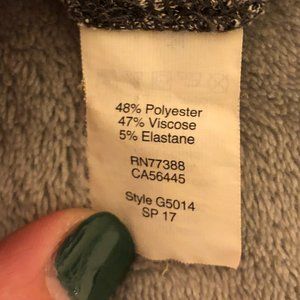 48% Polyester
47% Viscose
5% Elastane
RN77388
CA56445
Style G5014
SP 17